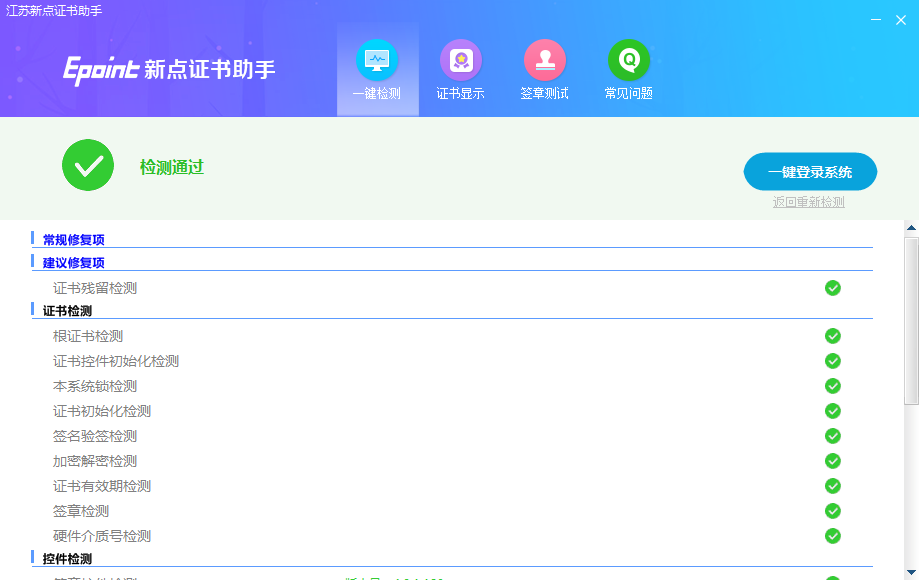 江苏新点证书助手
Epoint 新点证书助手
一键检测 证书显示 签章测试 常见问题
检测通过
一键登录系统
返回重新检测
常规修复项
建议修复项
证书残留检测
证书检测
根证书检测
证书控件初始化检测
本系统锁检测
证书初始化检测
签名验签检测
加密解密检测
证书有效期检测
签章检测
硬件介质号检测
控件检测